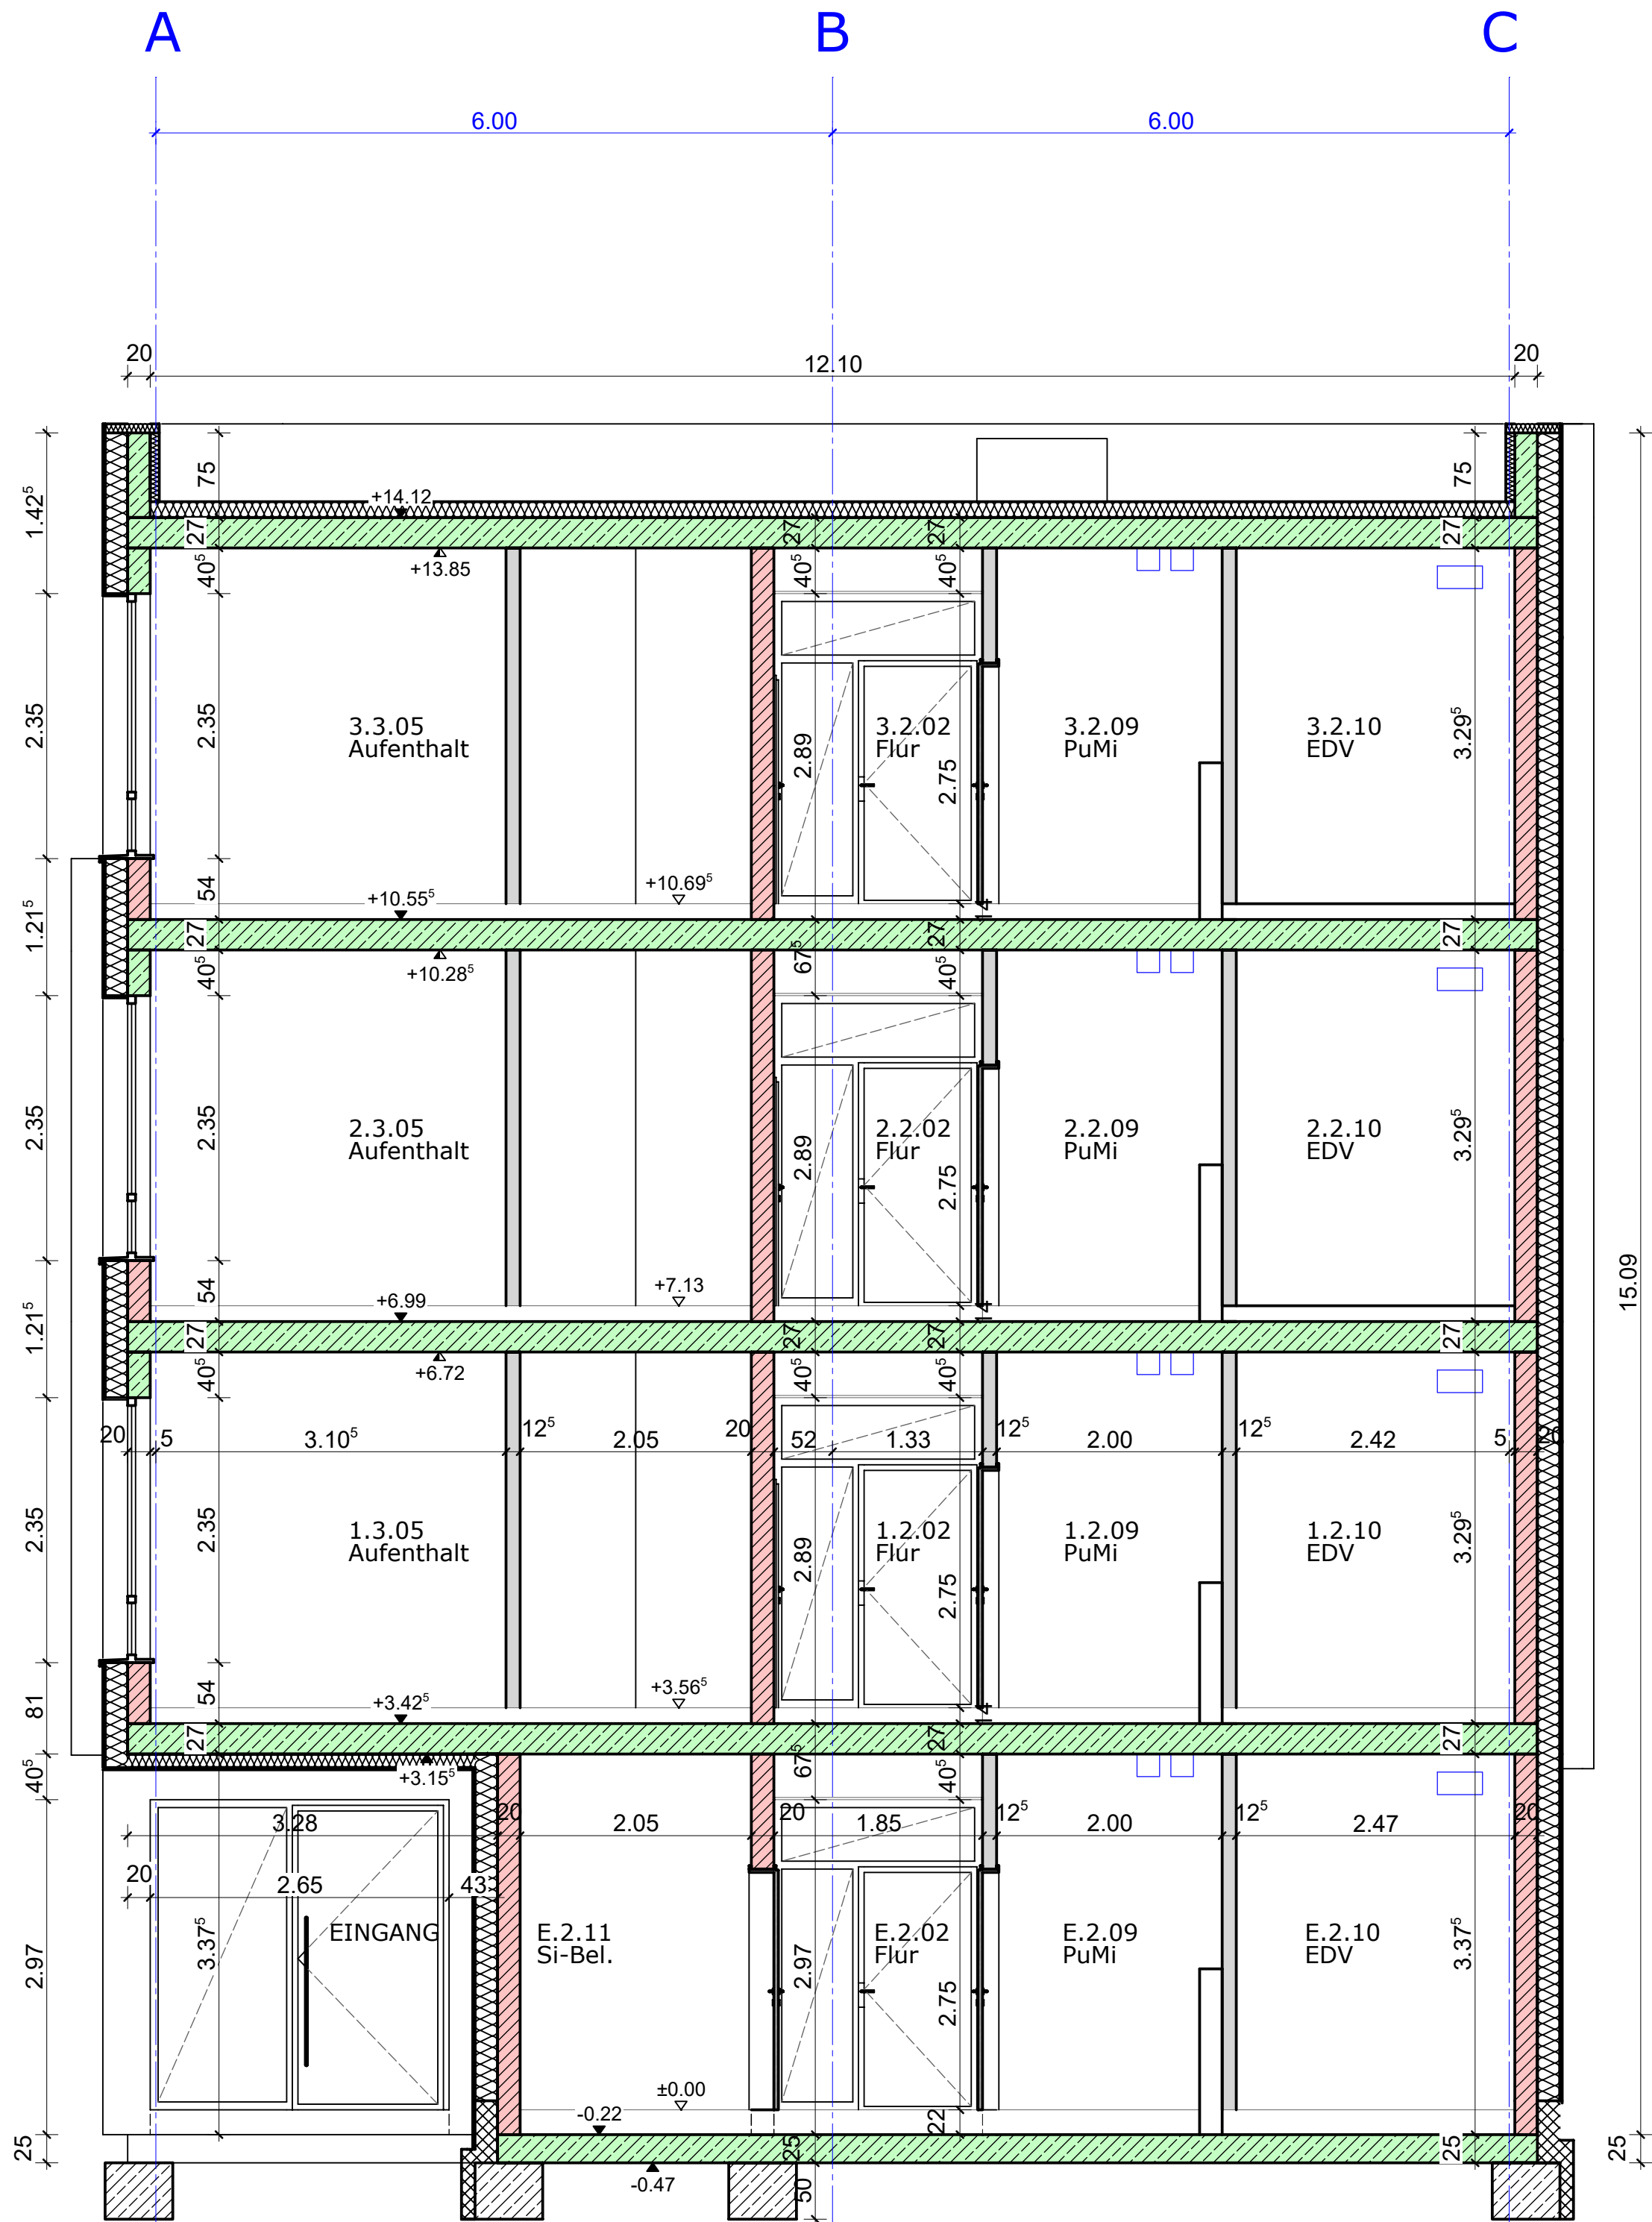 A B C
6.00 6.00
20 12.10 20
1.42⁵ 75 +14.12 75
27 27 27 27
40⁵ +13.85 40⁵ 40⁵
2.35 2.35 2.89 2.75 3.29⁵
3.3.05 3.2.02 3.2.09 3.2.10
Aufenthalt Flur PuMi EDV
54 +10.55⁵ +10.69⁵ 14
1.21⁵ 27 27 27
40⁵ +10.28⁵ 67⁵ 40⁵
2.35 2.35 2.89 2.75 3.29⁵
2.3.05 2.2.02 2.2.09 2.2.10
Aufenthalt Flur PuMi EDV
15.09
54 +6.99 +7.13 14
1.21⁵ 27 27 27 27
40⁵ +6.72 40⁵ 40⁵
20 5 3.10⁵ 12⁵ 2.05 20 52 1.33 12⁵ 2.00 12⁵ 2.42 5 20
2.35 2.35 2.89 2.75 3.29⁵
1.3.05 1.2.02 1.2.09 1.2.10
Aufenthalt Flur PuMi EDV
81 54 +3.42⁵ +3.56⁵ 14
27 27 27
40⁵ +3.15⁵ 67⁵ 40⁵
3.28 20 2.05 20 1.85 12⁵ 2.00 12⁵ 2.47 20
20 2.65 43
2.97 3.37⁵ 2.97 2.75 3.37⁵
EINGANG E.2.11 E.2.02 E.2.09 E.2.10
Si-Bel. Flur PuMi EDV
±0.00
-0.22 22
25 25 25 25
-0.47 50